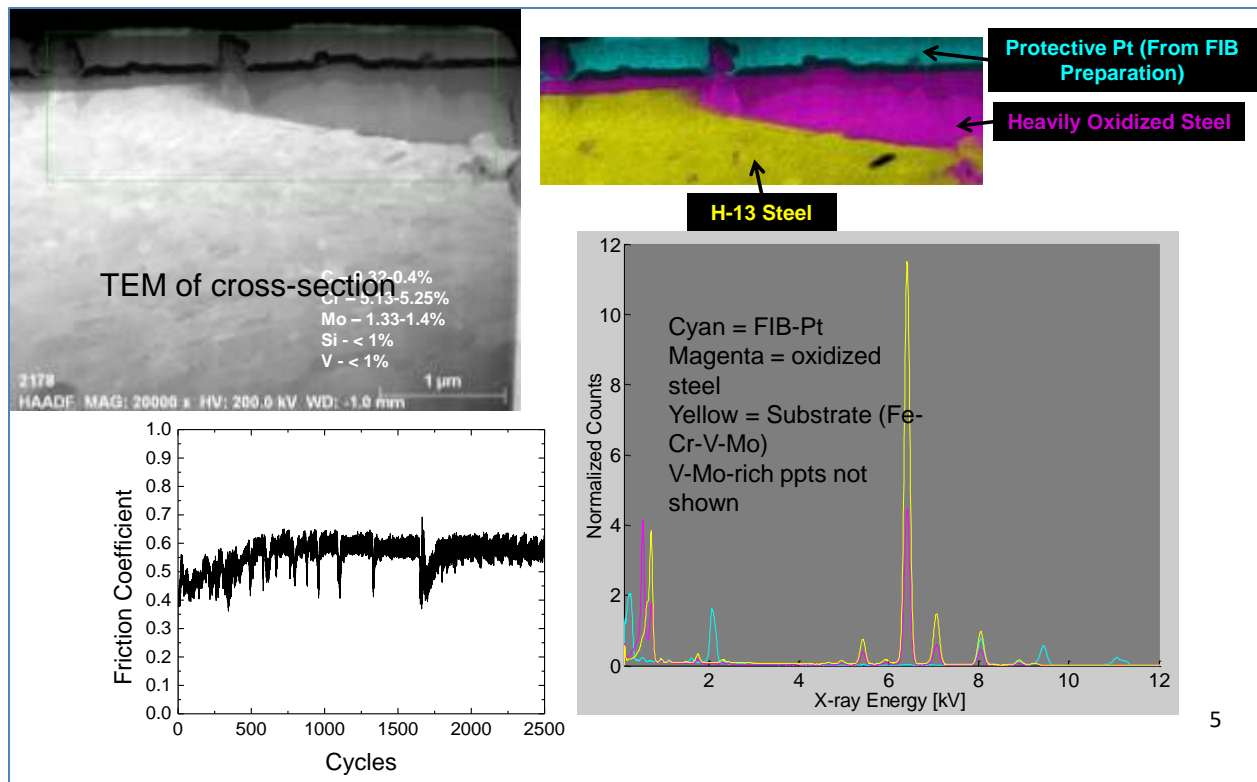 Protective Pt (From FIB
Preparation)
Heavily Oxidized Steel
H-13 Steel
TEM of cross-section
C – 0.32-0.4%
Cr – 5.13-5.25%
Mo – 1.33-1.4%
Si - < 1%
V - < 1%
2178
1 µm
HAADF MAG: 20000 x HV: 200.0 kV WD: -1.0 mm
1.0
0.9
0.8
0.7
0.6
0.5
0.4
0.3
0.2
0.1
0.0
Friction Coefficient
0 500 1000 1500 2000 2500
Cycles
12
10
8
6
4
2
0
Normalized Counts
Cyan = FIB-Pt
Magenta = oxidized
steel
Yellow = Substrate (Fe-
Cr-V-Mo)
V-Mo-rich ppts not
shown
2 4 6 8 10 12
X-ray Energy [kV]
5